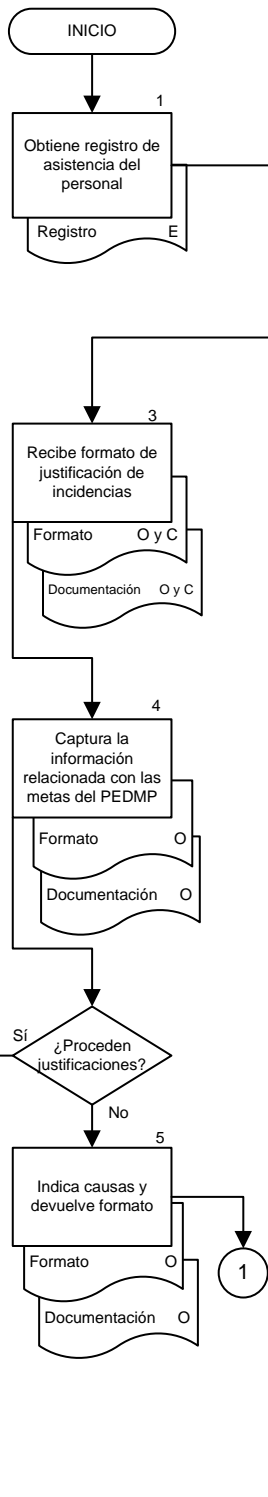 INICIO
1
Obtiene registro de
asistencia del
personal
Registro E
3
Recibe formato de
justificación de
incidencias
Formato O y C
Documentación O y C
4
Captura la
información
relacionada con las
metas del PEDMP
Formato O
Documentación O
Sí
¿Proceden
justificaciones?
No
5
Indica causas y
devuelve formato
1
Formato O
Documentación O